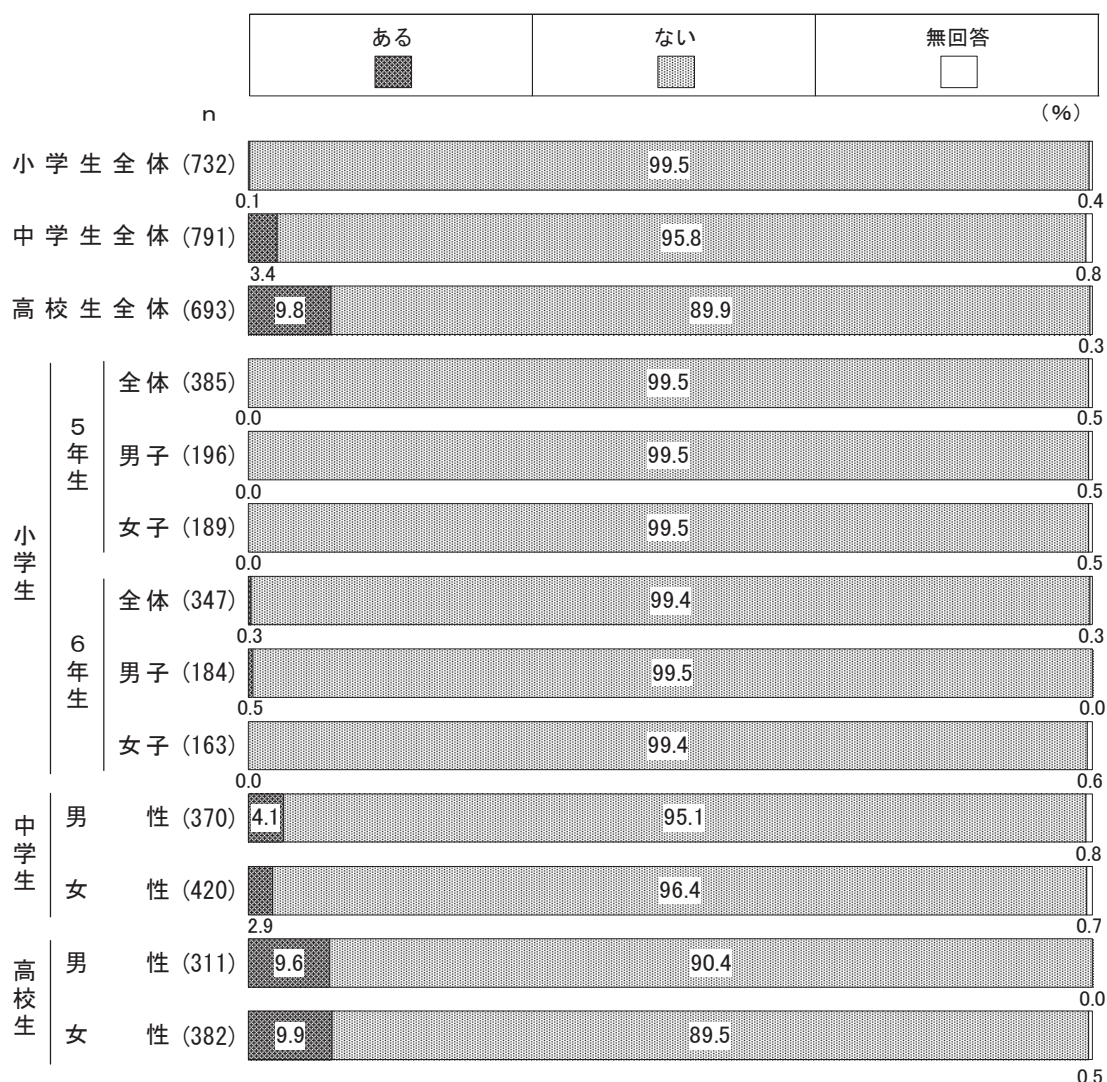 ある ない 無回答
n (%)
小学生全体 (732) 99.5
0.1 0.4
中学生全体 (791) 95.8
3.4 0.8
高校生全体 (693) 9.8 89.9
0.3
小学生
5年生
全体 (385) 99.5
0.0 0.5
男子 (196) 99.5
0.0 0.5
女子 (189) 99.5
0.0 0.5
6年生
全体 (347) 99.4
0.3 0.3
男子 (184) 99.5
0.5 0.0
女子 (163) 99.4
0.0 0.6
中学生
男性 (370) 4.1 95.1
0.8
女性 (420) 96.4
2.9 0.7
高校生
男性 (311) 9.6 90.4
0.0
女性 (382) 9.9 89.5
0.5